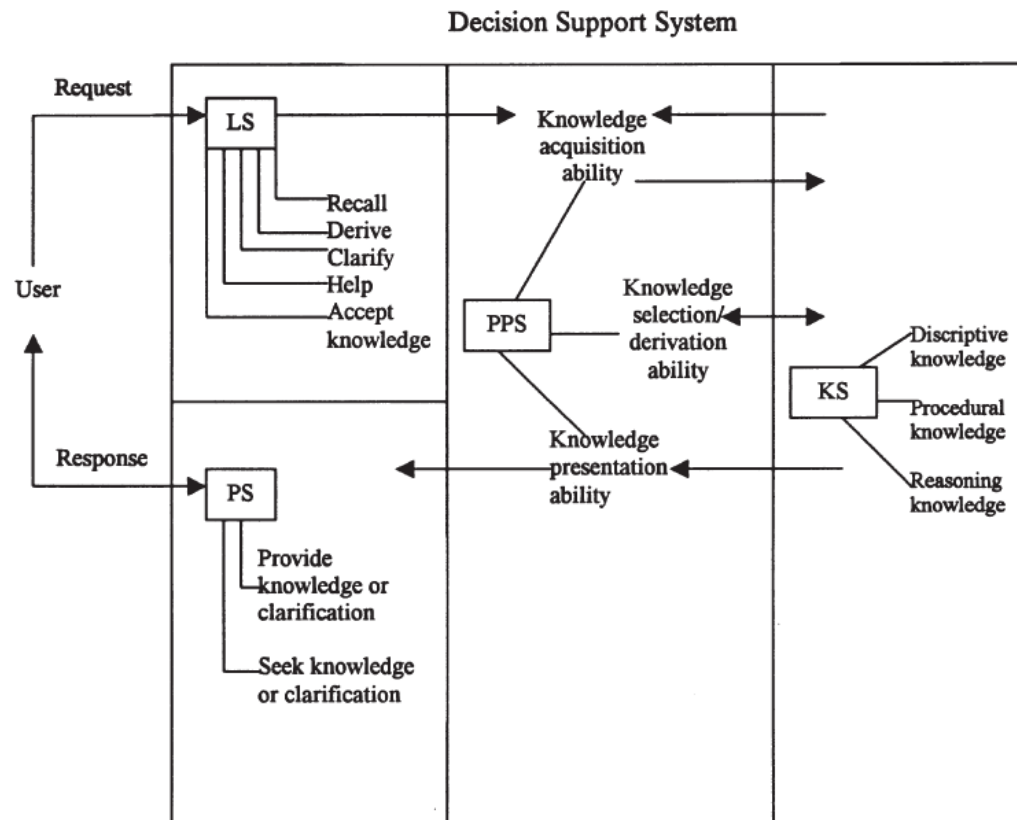 Decision Support System
Request
LS
Recall
Derive
Clarify
Help
Accept
knowledge
User
Response
PS
Provide
knowledge or
clarification
Seek knowledge
or clarification
Knowledge
acquisition
ability
PPS
Knowledge
selection/
derivation
ability
Knowledge
presentation
ability
KS
Discriptive
knowledge
Procedural
knowledge
Reasoning
knowledge